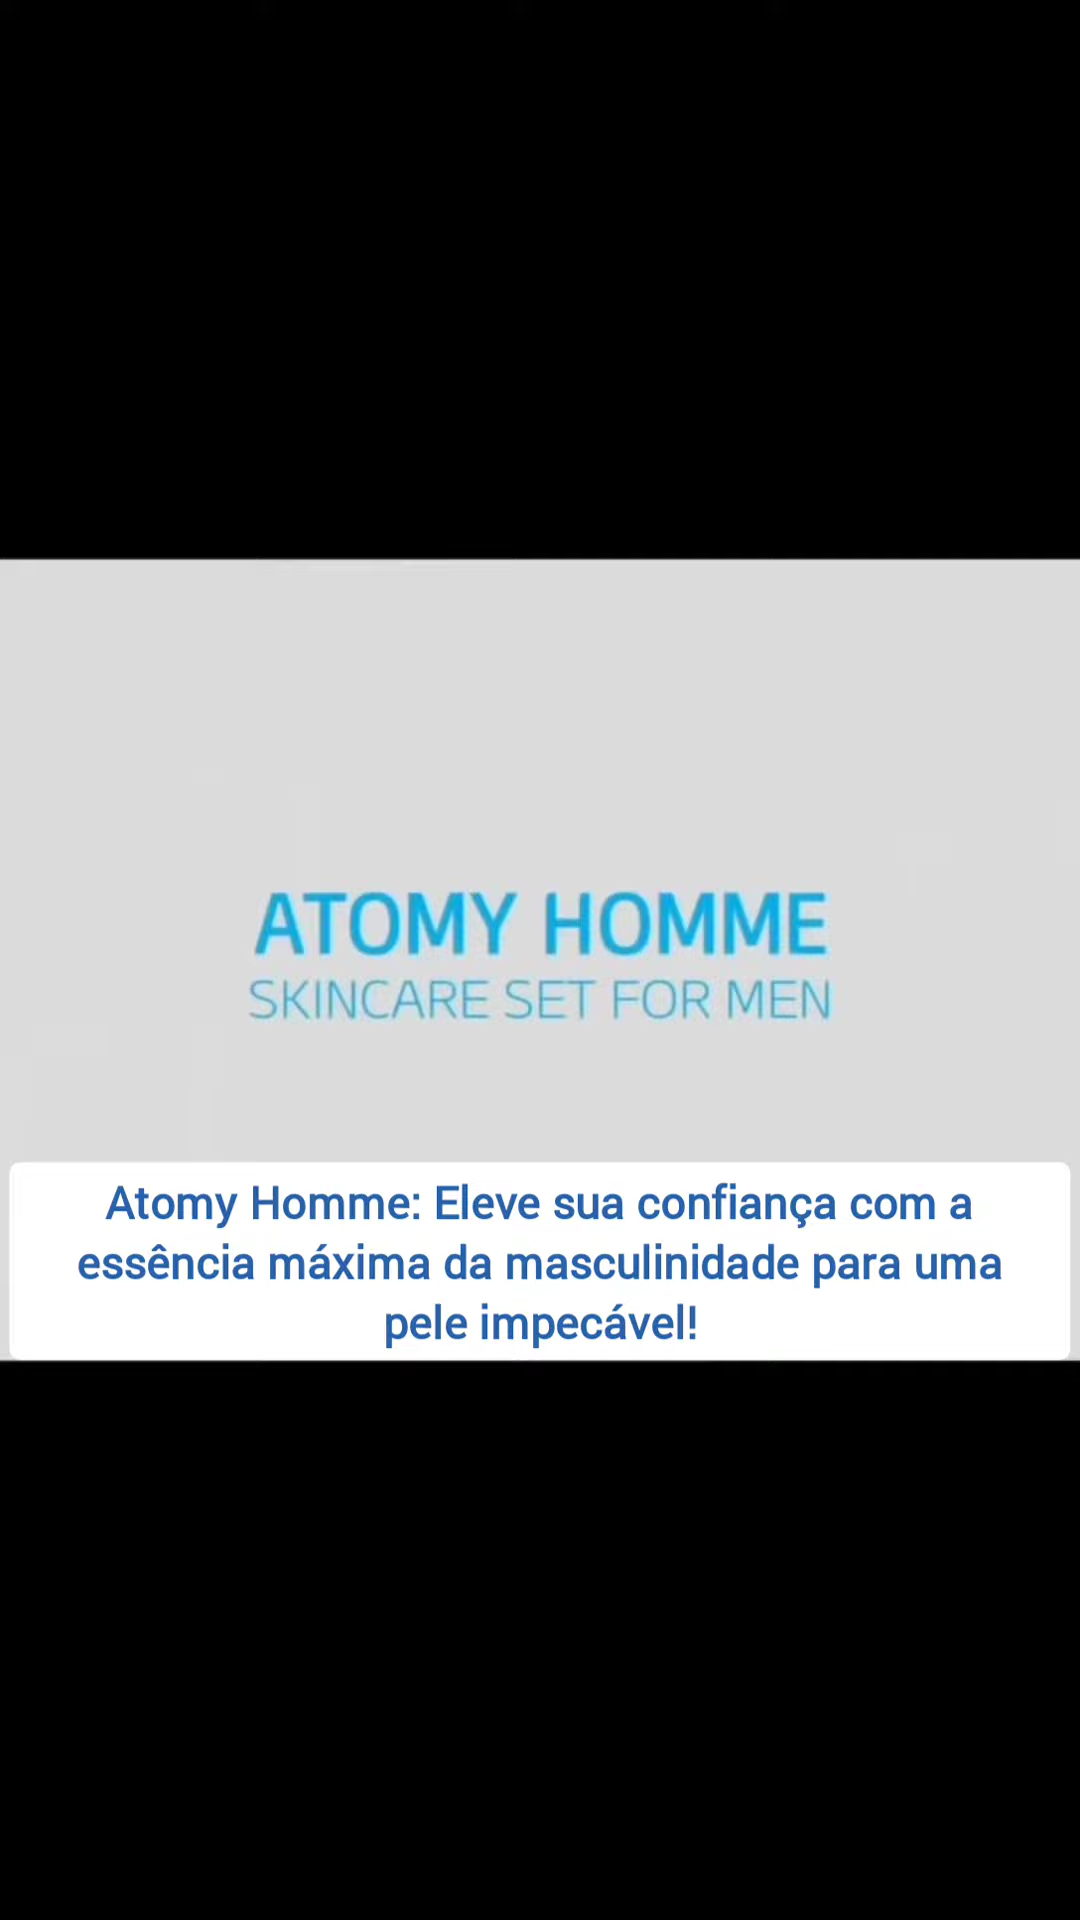 ATOMY HOMME
SKINCARE SET FOR MEN
Atomy Homme: Eleve sua confiança com a
essência máxima da masculinidade para uma
pele impecável!